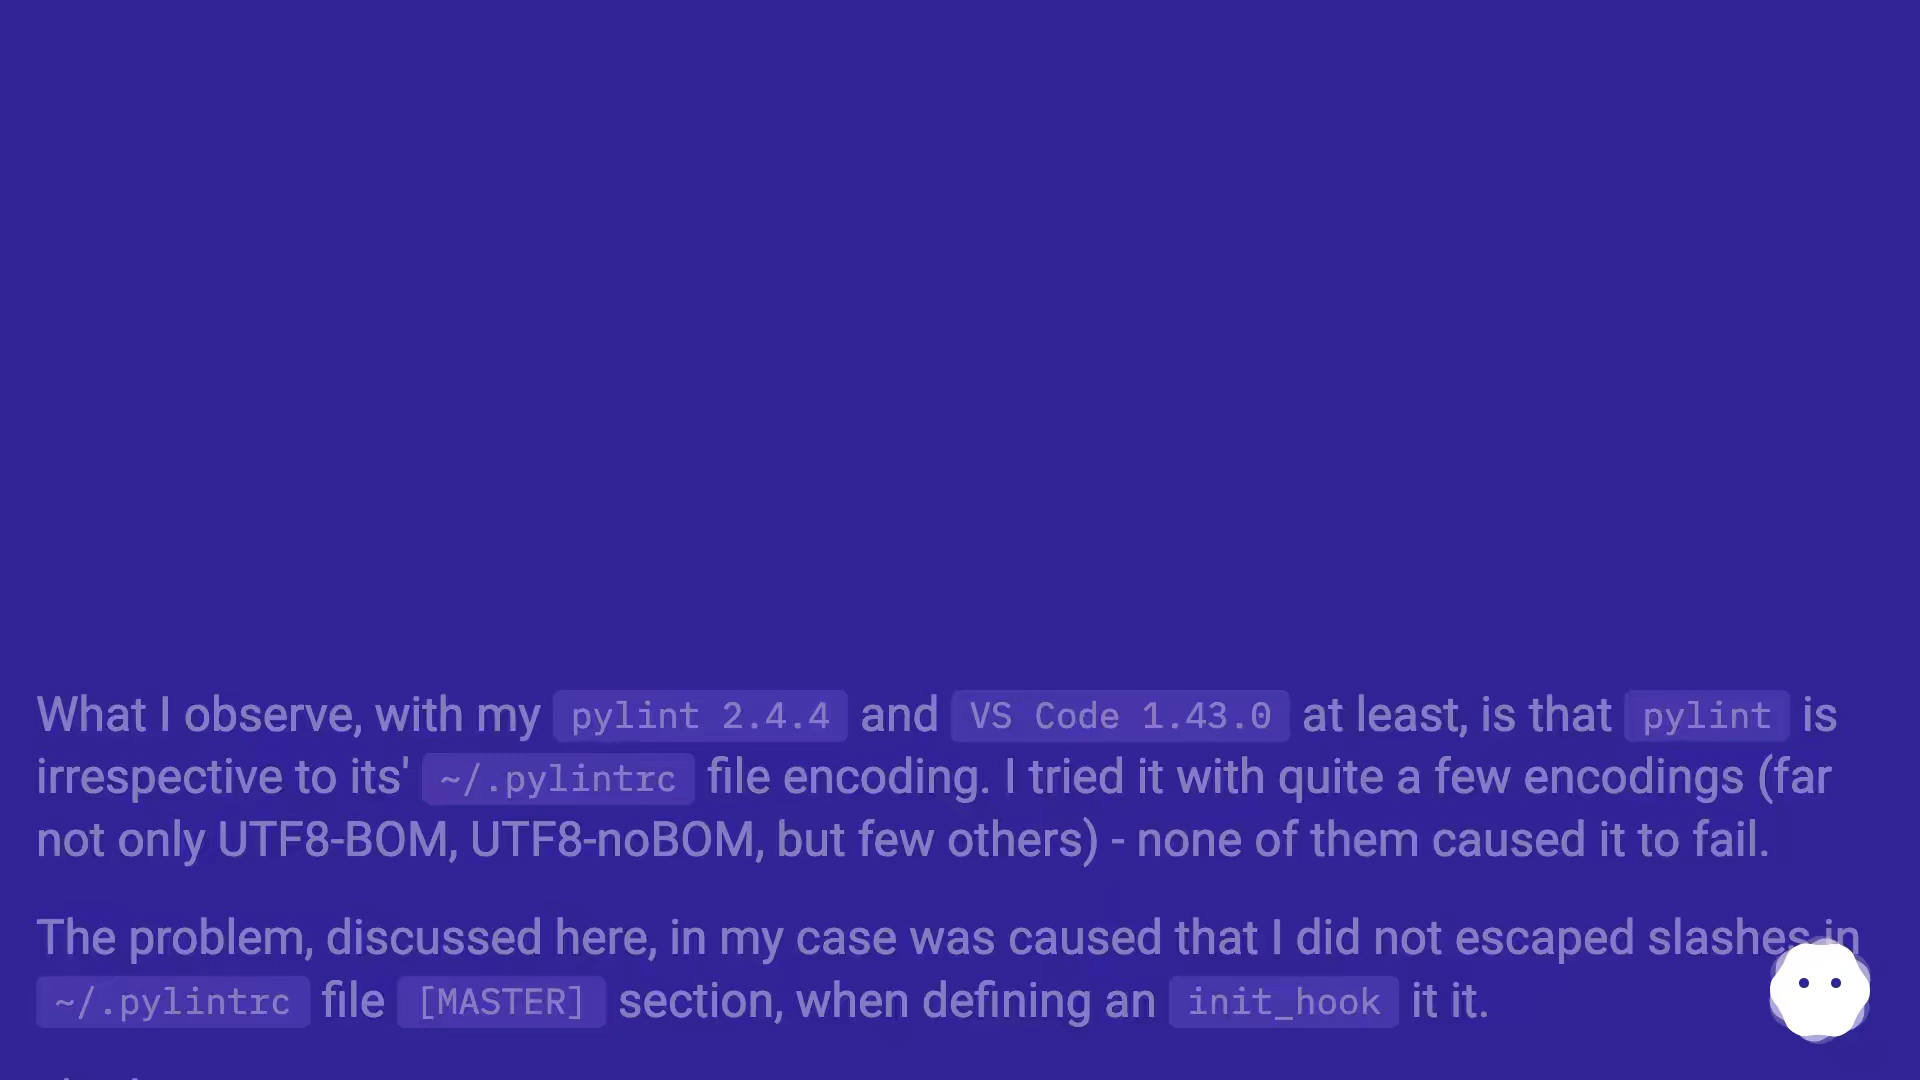 What I observe, with my pylint 2.4.4 and VS Code 1.43.0 at least, is that pylint is
irrespective to its' ~/.pylintrc file encoding. I tried it with quite a few encodings (far
not only UTF8-BOM, UTF8-noBOM, but few others) - none of them caused it to fail.
The problem, discussed here, in my case was caused that I did not escaped slashes in
~/.pylintrc file [MASTER] section, when defining an init_hook it it.